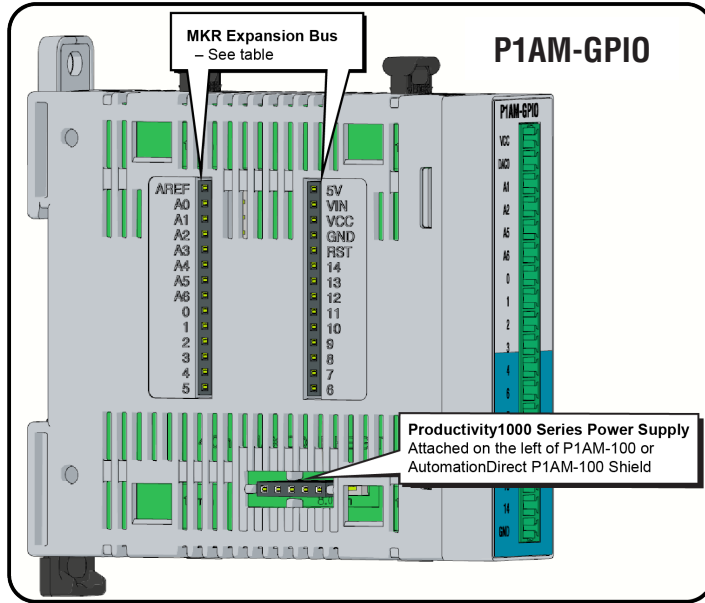 MKR Expansion Bus
– See table
P1AM-GPIO
P1AM-GPIO
VCC
DAC0
A1
A2
A5
A6
0
1
2
3
4
6
14
GND
AREF
A0
A1
A2
A3
A4
A5
A6
0
1
2
3
4
5
5V
VIN
VCC
GND
RST
14
13
12
11
10
9
8
7
6
Productivity1000 Series Power Supply
Attached on the left of P1AM-100 or
AutomationDirect P1AM-100 Shield